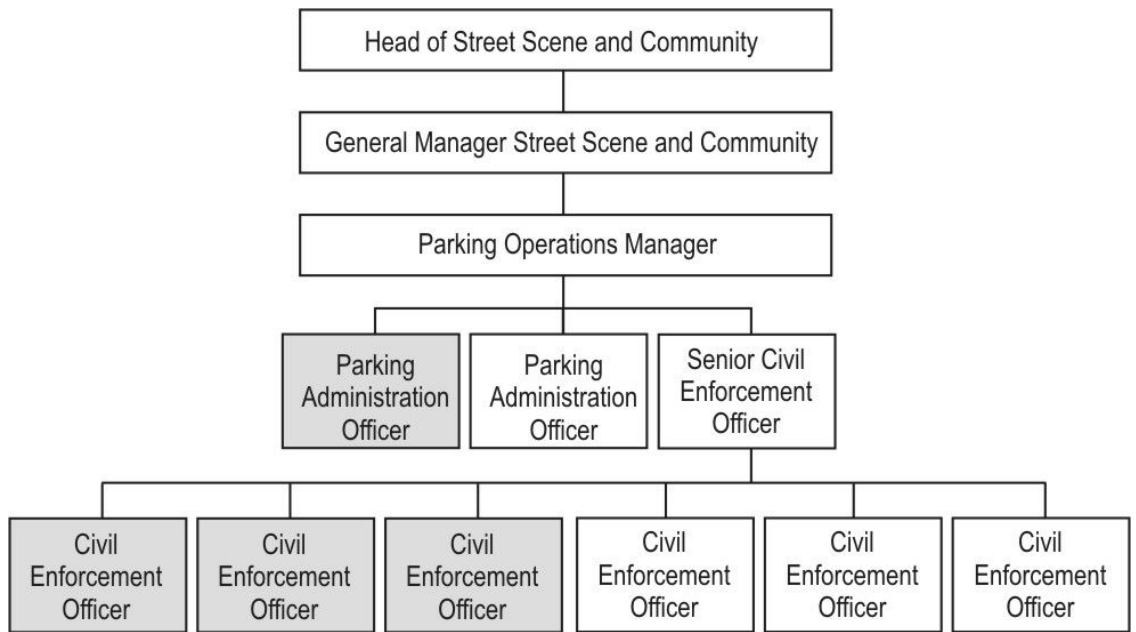 Head of Street Scene and Community
General Manager Street Scene and Community
Parking Operations Manager
Parking
Administration
Officer
Parking
Administration
Officer
Senior Civil
Enforcement
Officer
Civil
Enforcement
Officer
Civil
Enforcement
Officer
Civil
Enforcement
Officer
Civil
Enforcement
Officer
Civil
Enforcement
Officer
Civil
Enforcement
Officer